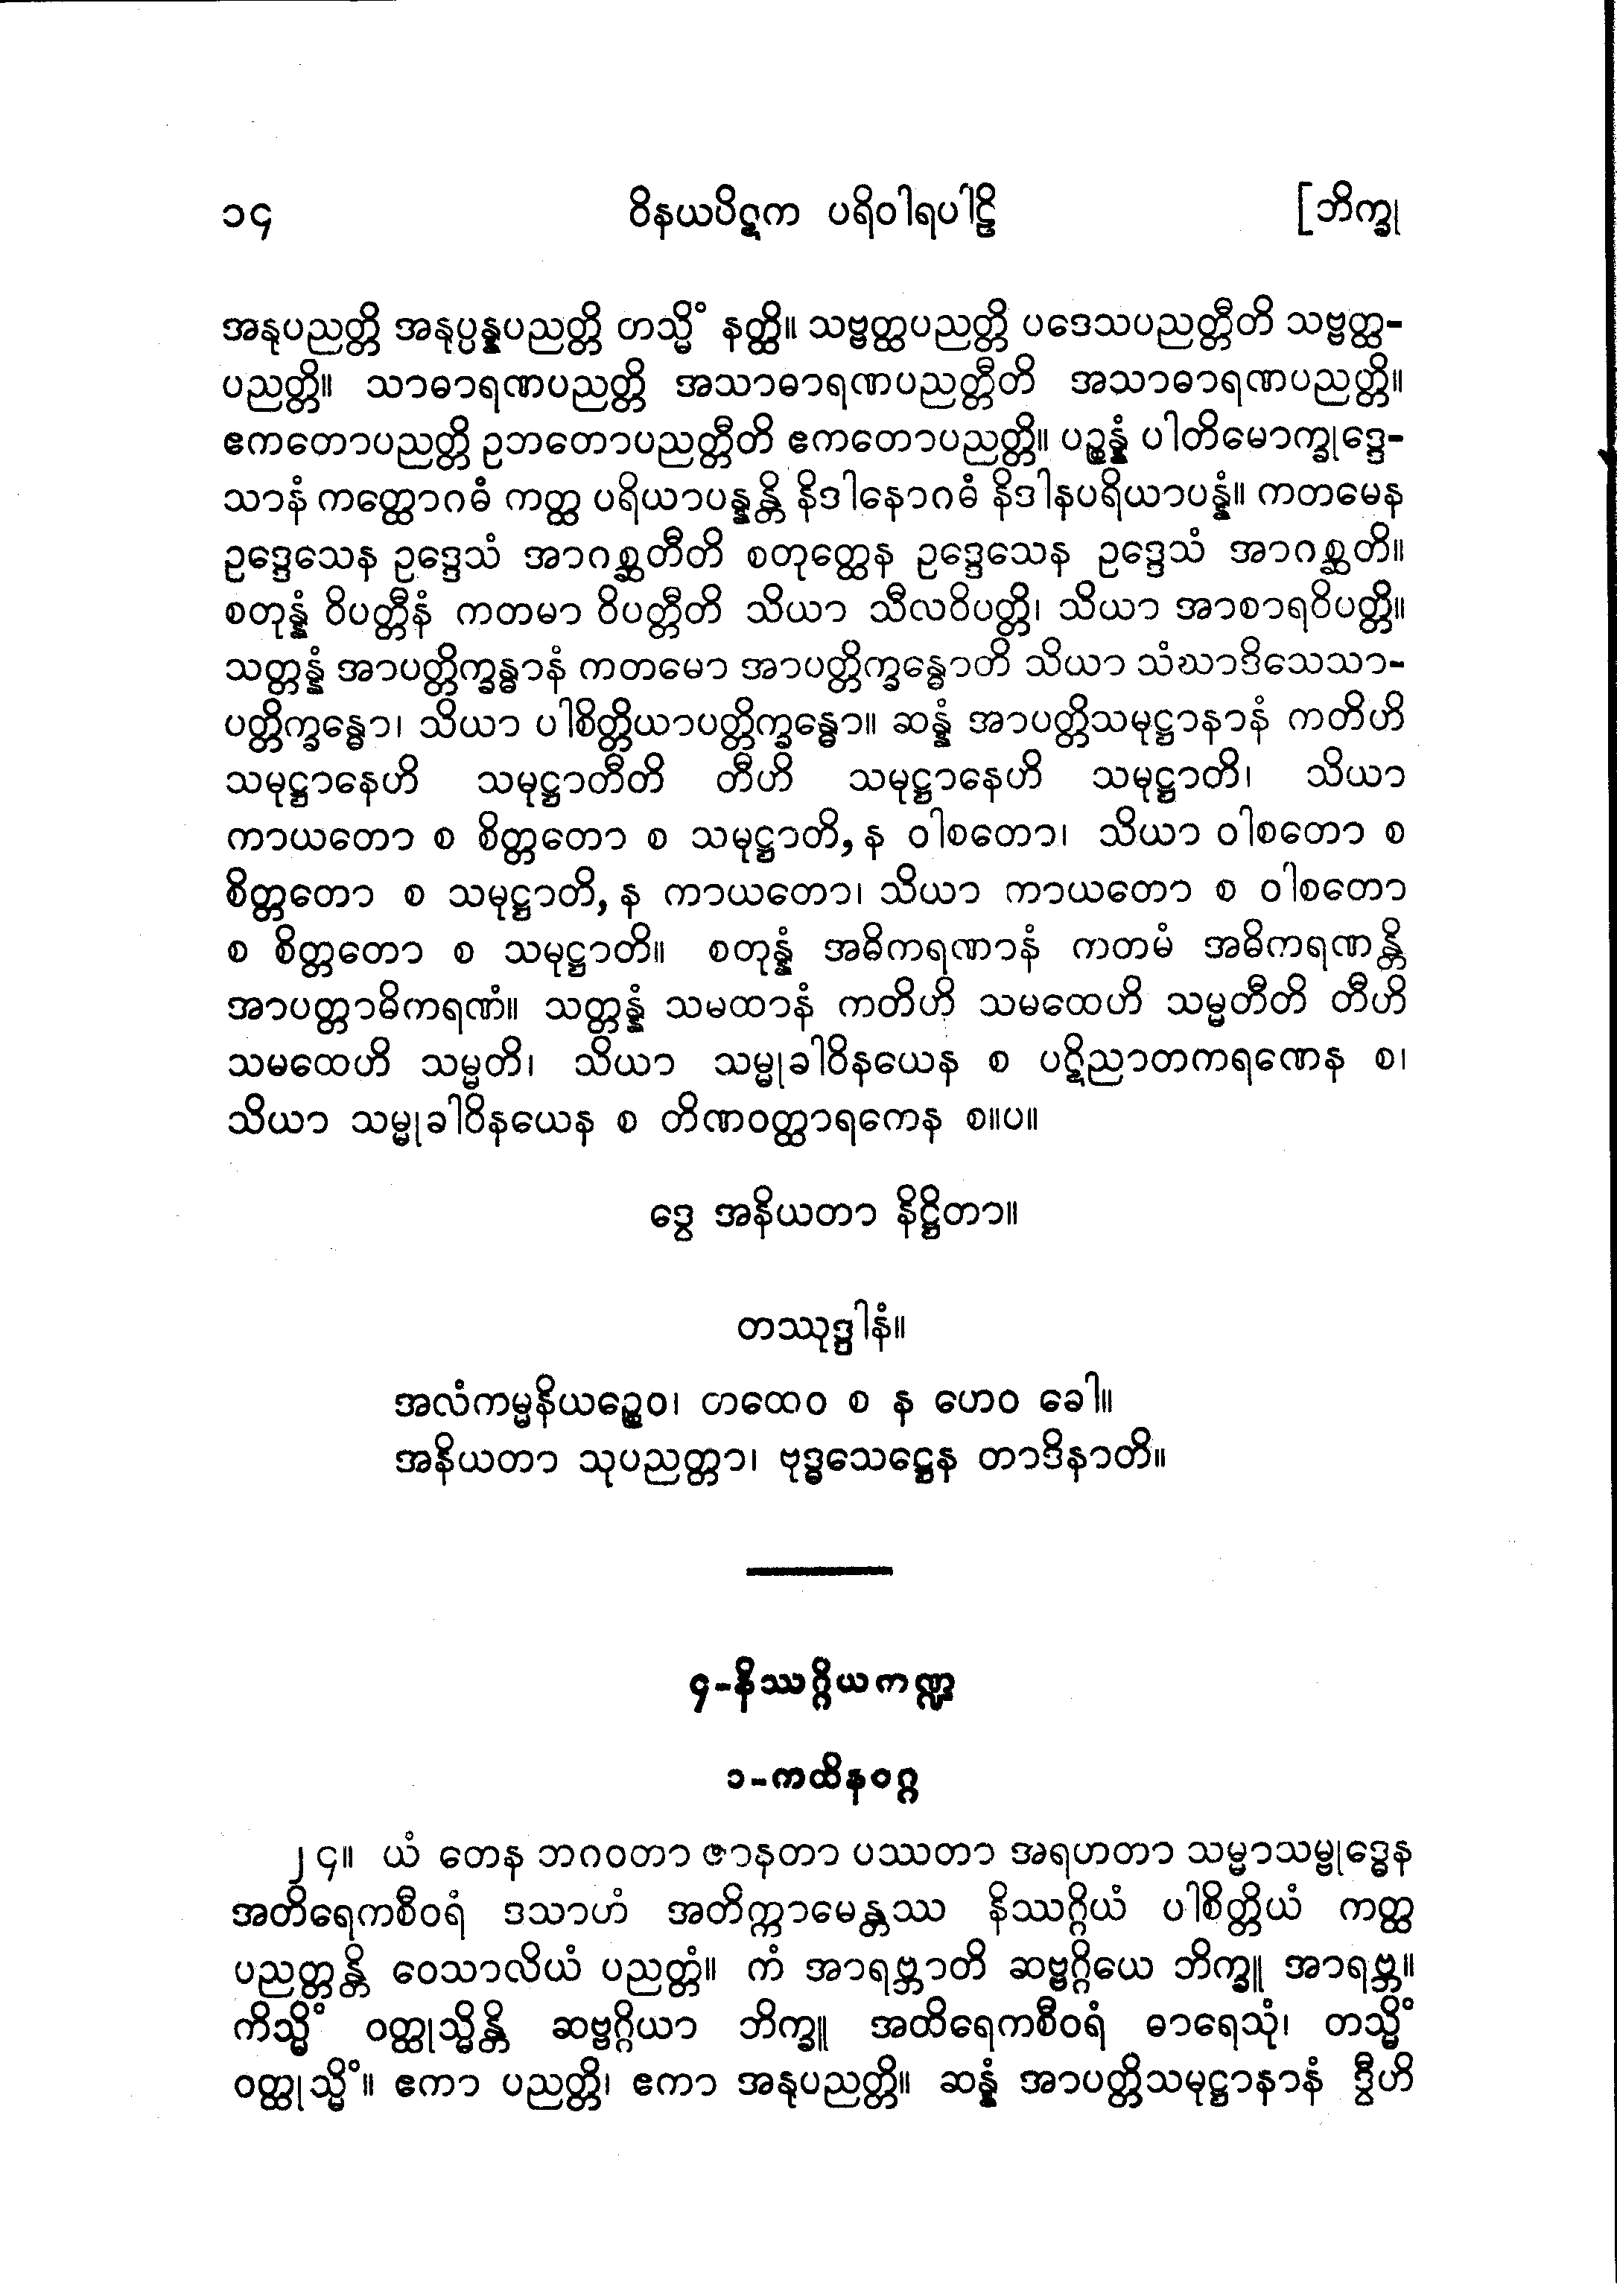 ၁၄ ဝိနယပိဋက ပရိဝါရပါဠိ [ဘိက္ခု
အနုပညတ္တိ အနုပ္ပန္နပညတ္တိ တသ္မိံ နတ္ထိ။ သဗ္ဗတ္ထပညတ္တိ ပဒေသပညတ္တီတိ သဗ္ဗတ္ထ-
ပညတ္တိ။ သာဓာရဏပညတ္တိ အသာဓာရဏပညတ္တီတိ အသာဓာရဏပညတ္တိ။
ဧကတောပညတ္တိ ဥဘတောပညတ္တီတိ ဧကတောပညတ္တိ။ ပဉ္စန္နံ ပါတိမောက္ခုဒ္ဒေ-
သာနံ ကတ္ထောဂဓံ ကတ္ထ ပရိယာပန္နန္တိ နိဒါနောဂဓံ နိဒါနပရိယာပန္နံ။ ကတမေန
ဥဒ္ဒေသေန ဥဒ္ဒေသံ အာဂစ္ဆတီတိ စတုတ္ထေန ဥဒ္ဒေသေန ဥဒ္ဒေသံ အာဂစ္ဆတိ။
စတုန္နံ ဝိပတ္တီနံ ကတမာ ဝိပတ္တီတိ သိယာ သီလဝိပတ္တိ၊ သိယာ အာစာရဝိပတ္တိ။
သတ္တန္နံ အာပတ္တိက္ခန္ဓာနံ ကတမော အာပတ္တိက္ခန္ဓောတိ သိယာ သံဃာဒိသေသာ-
ပတ္တိက္ခန္ဓော၊ သိယာ ပါစိတ္တိယာပတ္တိက္ခန္ဓော။ ဆန္နံ အာပတ္တိသမုဋ္ဌာနာနံ ကတိဟိ
သမုဋ္ဌာနေဟိ သမုဋ္ဌာတီတိ တီဟိ သမုဋ္ဌာနေဟိ သမုဋ္ဌာတိ၊ သိယာ
ကာယတော စ စိတ္တတော စ သမုဋ္ဌာတိ, န ဝါစတော၊ သိယာ ဝါစတော စ
စိတ္တတော စ သမုဋ္ဌာတိ, န ကာယတော၊ သိယာ ကာယတော စ ဝါစတော
စ စိတ္တတော စ သမုဋ္ဌာတိ။ စတုန္နံ အဓိကရဏာနံ ကတမံ အဓိကရဏန္တိ
အာပတ္တာဓိကရဏံ။ သတ္တန္နံ သမထာနံ ကတိဟိ သမထေဟိ သမ္မတီတိ တီဟိ
သမထေဟိ သမ္မတိ၊ သိယာ သမ္မုခါဝိနယေန စ ပဋိညာတကရဏေန စ၊
သိယာ သမ္မုခါဝိနယေန စ တိဏဝတ္ထာရကေန စ။ပ။
ဒွေ အနိယတာ နိဋ္ဌိတာ။
တဿုဒ္ဒါနံ။
အလံကမ္မနိယဉ္စေဝ၊ တထေဝ စ န ဟေဝ ခေါ။
အနိယတာ သုပညတ္တာ၊ ဗုဒ္ဓသေဋ္ဌေန တာဒိနာတိ။
၄-နိဿဂ္ဂိယကဏ္ဍ
၁-ကထိနဝဂ္ဂ
၂၄။ ယံ တေန ဘဂဝတာ ဇာနတာ ပဿတာ အရဟတာ သမ္မာသမ္ဗုဒ္ဓေန
အတိရေကစီဝရံ ဒသာဟံ အတိက္ကာမေန္တဿ နိဿဂ္ဂိယံ ပါစိတ္တိယံ ကတ္ထ
ပညတ္တန္တိ ဝေသာလိယံ ပညတ္တံ။ ကံ အာရဗ္ဘာတိ ဆဗ္ဗဂ္ဂိယေ ဘိက္ခူ အာရဗ္ဘ။
ကိသ္မိံ ဝတ္ထုသ္မိန္တိ ဆဗ္ဗဂ္ဂိယာ ဘိက္ခူ အတိရေကစီဝရံ ဓာရေသုံ၊ တသ္မိံ
ဝတ္ထုသ္မိံ။ ဧကာ ပညတ္တိ၊ ဧကာ အနုပညတ္တိ။ ဆန္နံ အာပတ္တိသမုဋ္ဌာနာနံ ဒွီဟိ